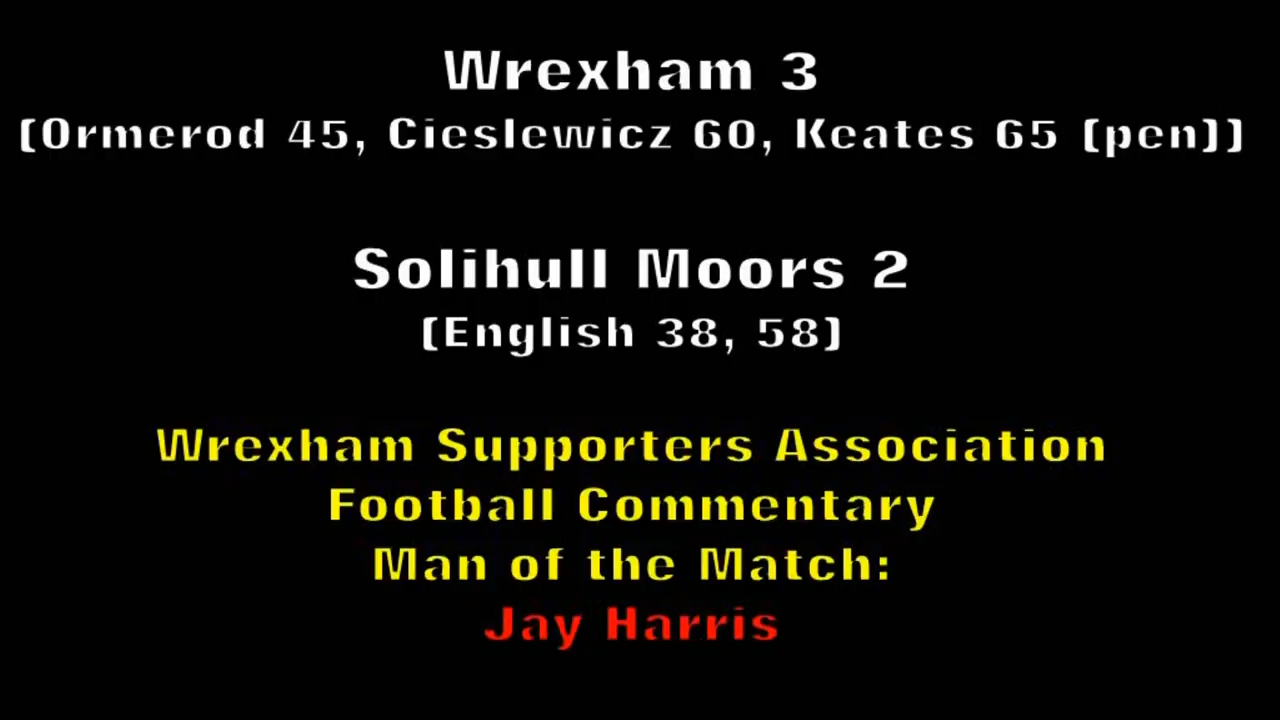 Wrexham 3
(Ormerod 45, Cieslewicz 60, Keates 65 (pen))
Solihull Moors 2
(English 38, 58)
Wrexham Supporters Association
Football Commentary
Man of the Match:
Jay Harris